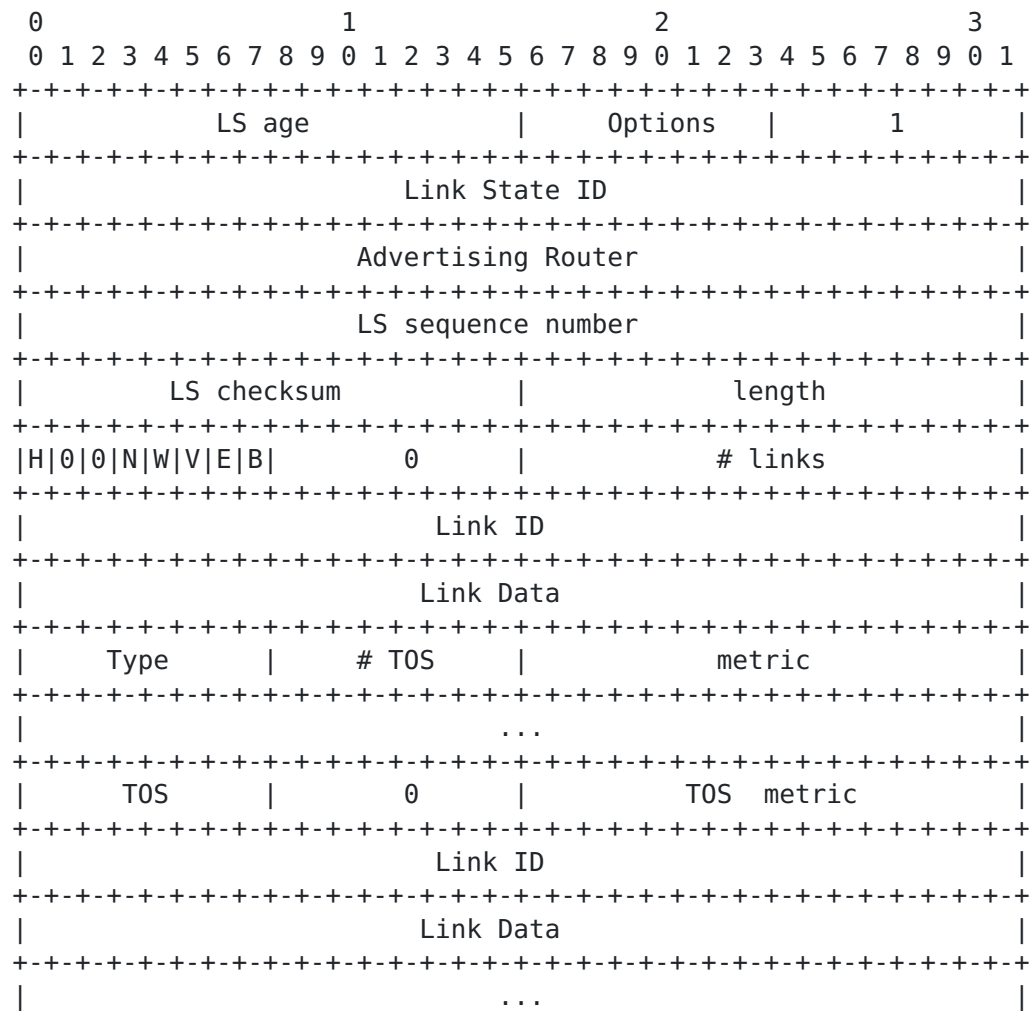 0                   1                   2                   3
 0 1 2 3 4 5 6 7 8 9 0 1 2 3 4 5 6 7 8 9 0 1 2 3 4 5 6 7 8 9 0 1
+-+-+-+-+-+-+-+-+-+-+-+-+-+-+-+-+-+-+-+-+-+-+-+-+-+-+-+-+-+-+-+-+
|            LS age             |     Options   |       1       |
+-+-+-+-+-+-+-+-+-+-+-+-+-+-+-+-+-+-+-+-+-+-+-+-+-+-+-+-+-+-+-+-+
|                        Link State ID                          |
+-+-+-+-+-+-+-+-+-+-+-+-+-+-+-+-+-+-+-+-+-+-+-+-+-+-+-+-+-+-+-+-+
|                     Advertising Router                        |
+-+-+-+-+-+-+-+-+-+-+-+-+-+-+-+-+-+-+-+-+-+-+-+-+-+-+-+-+-+-+-+-+
|                     LS sequence number                        |
+-+-+-+-+-+-+-+-+-+-+-+-+-+-+-+-+-+-+-+-+-+-+-+-+-+-+-+-+-+-+-+-+
|         LS checksum           |             length            |
+-+-+-+-+-+-+-+-+-+-+-+-+-+-+-+-+-+-+-+-+-+-+-+-+-+-+-+-+-+-+-+-+
|H|0|0|N|W|V|E|B|        0      |            # links            |
+-+-+-+-+-+-+-+-+-+-+-+-+-+-+-+-+-+-+-+-+-+-+-+-+-+-+-+-+-+-+-+-+
|                          Link ID                              |
+-+-+-+-+-+-+-+-+-+-+-+-+-+-+-+-+-+-+-+-+-+-+-+-+-+-+-+-+-+-+-+-+
|                         Link Data                             |
+-+-+-+-+-+-+-+-+-+-+-+-+-+-+-+-+-+-+-+-+-+-+-+-+-+-+-+-+-+-+-+-+
|     Type      |     # TOS     |            metric             |
+-+-+-+-+-+-+-+-+-+-+-+-+-+-+-+-+-+-+-+-+-+-+-+-+-+-+-+-+-+-+-+-+
|                              ...                              |
+-+-+-+-+-+-+-+-+-+-+-+-+-+-+-+-+-+-+-+-+-+-+-+-+-+-+-+-+-+-+-+-+
|      TOS      |        0      |          TOS  metric          |
+-+-+-+-+-+-+-+-+-+-+-+-+-+-+-+-+-+-+-+-+-+-+-+-+-+-+-+-+-+-+-+-+
|                          Link ID                              |
+-+-+-+-+-+-+-+-+-+-+-+-+-+-+-+-+-+-+-+-+-+-+-+-+-+-+-+-+-+-+-+-+
|                         Link Data                             |
+-+-+-+-+-+-+-+-+-+-+-+-+-+-+-+-+-+-+-+-+-+-+-+-+-+-+-+-+-+-+-+-+
|                              ...                              |